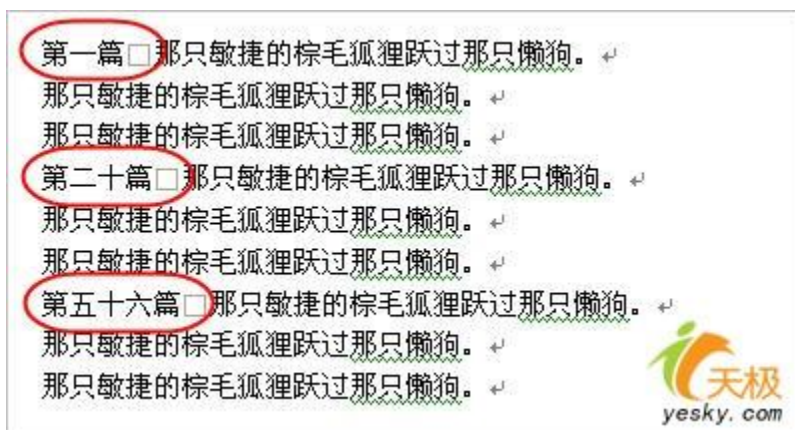 第一篇□那只敏捷的棕毛狐狸跃过那只懒狗。↵
那只敏捷的棕毛狐狸跃过那只懒狗。↵
那只敏捷的棕毛狐狸跃过那只懒狗。↵
第二十篇□那只敏捷的棕毛狐狸跃过那只懒狗。↵
那只敏捷的棕毛狐狸跃过那只懒狗。↵
那只敏捷的棕毛狐狸跃过那只懒狗。↵
第五十六篇□那只敏捷的棕毛狐狸跃过那只懒狗。↵
那只敏捷的棕毛狐狸跃过那只懒狗。↵
那只敏捷的棕毛狐狸跃过那只懒狗。↵
天极
yesky.com